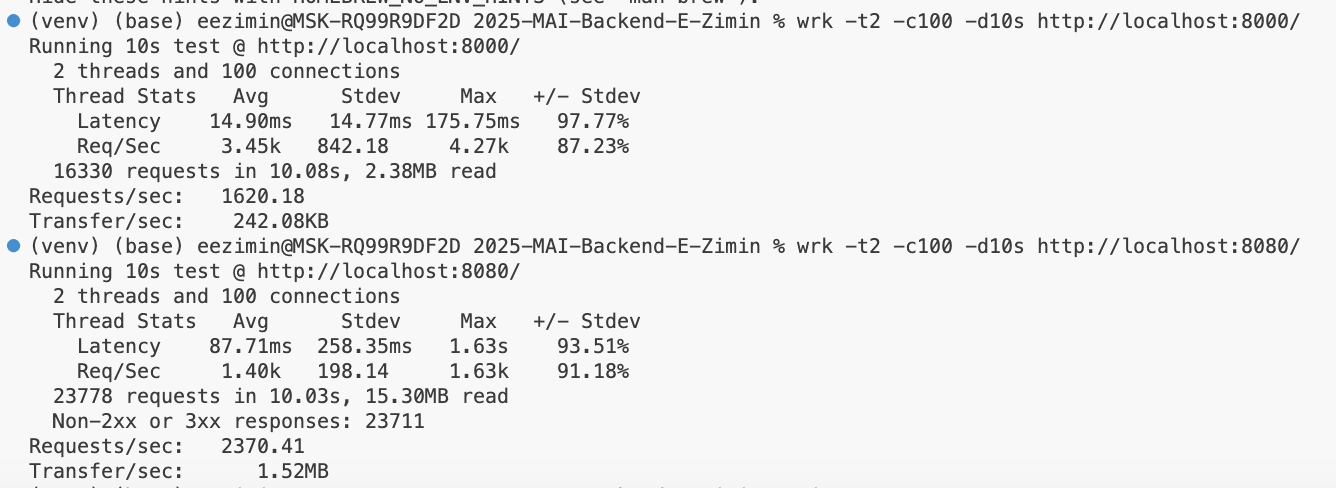 (venv) (base) eezimin@MSK-RQ99R9DF2D 2025-MAI-Backend-E-Zimin % wrk -t2 -c100 -d10s http://localhost:8000/
Running 10s test @ http://localhost:8000/
2 threads and 100 connections
Thread Stats Avg Stdev Max +/- Stdev
Latency 14.90ms 14.77ms 175.75ms 97.77%
Req/Sec 3.45k 842.18 4.27k 87.23%
16330 requests in 10.08s, 2.38MB read
Requests/sec: 1620.18
Transfer/sec: 242.08KB
(venv) (base) eezimin@MSK-RQ99R9DF2D 2025-MAI-Backend-E-Zimin % wrk -t2 -c100 -d10s http://localhost:8080/
Running 10s test @ http://localhost:8080/
2 threads and 100 connections
Thread Stats Avg Stdev Max +/- Stdev
Latency 87.71ms 258.35ms 1.63s 93.51%
Req/Sec 1.40k 198.14 1.63k 91.18%
23778 requests in 10.03s, 15.30MB read
Non-2xx or 3xx responses: 23711
Requests/sec: 2370.41
Transfer/sec: 1.52MB